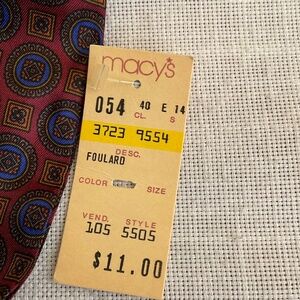 macy's
054 40 E 14
CL. S
3723 9554
DESC.
FOULARD
COLOR SIZE
VEND. STYLE
105 5505
$11.00